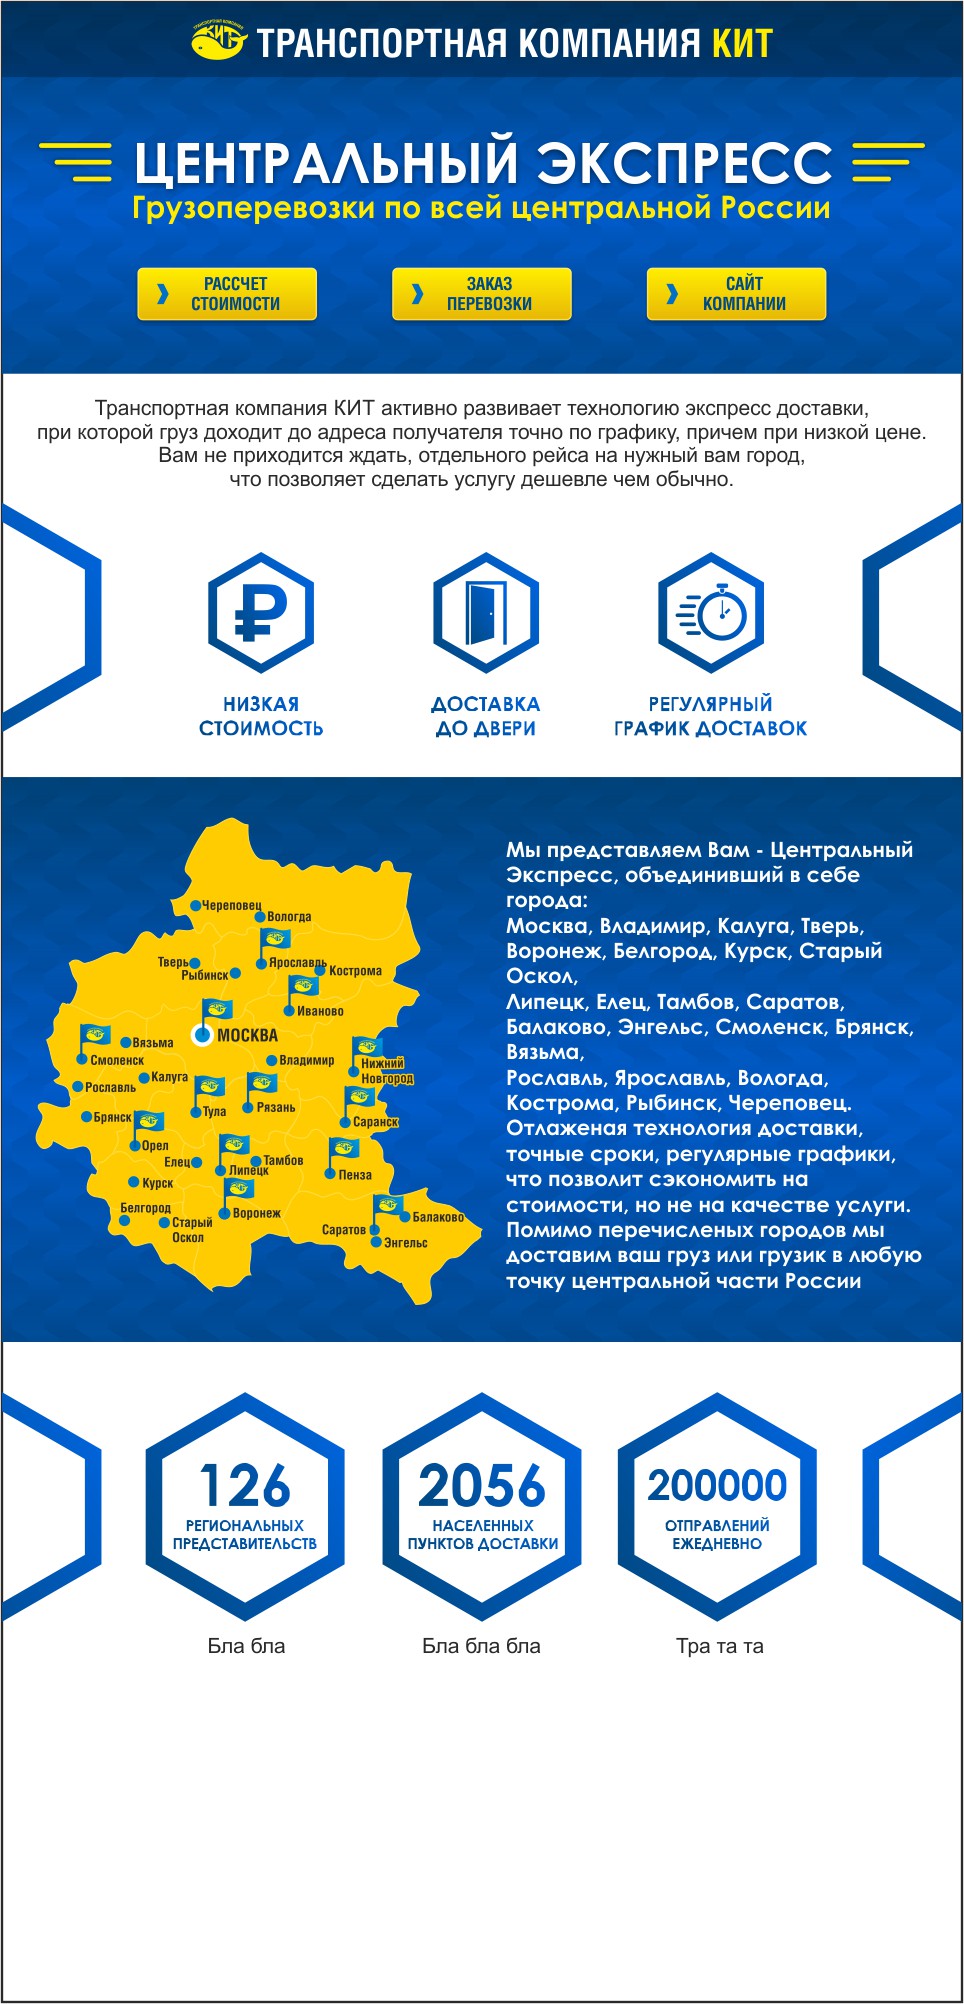 ТРАНСПОРТНАЯ КОМПАНИЯ
КИТ
ТРАНСПОРТНАЯ КОМПАНИЯ КИТ
ЦЕНТРАЛЬНЫЙ ЭКСПРЕСС
Грузоперевозки по всей центральной России
РАССЧЕТ
СТОИМОСТИ
ЗАКАЗ
ПЕРЕВОЗКИ
САЙТ
КОМПАНИИ
Транспортная компания КИТ активно развивает технологию экспресс доставки,
при которой груз доходит до адреса получателя точно по графику, причем при низкой цене.
Вам не приходится ждать, отдельного рейса на нужный вам город,
что позволяет сделать услугу дешевле чем обычно.
НИЗКАЯ
СТОИМОСТЬ
ДОСТАВКА
ДО ДВЕРИ
РЕГУЛЯРНЫЙ
ГРАФИК ДОСТАВОК
Череповец
Вологда
Тверь
Рыбинск
Ярославль
Кострома
Иваново
МОСКВА
Вязьма
Смоленск
Владимир
Нижний
Новгород
Калуга
Рославль
Тула
Рязань
Брянск
Саранск
Орел
Елец
Тамбов
Липецк
Пенза
Курск
Белгород
Старый
Оскол
Воронеж
Саратов
Балаково
Энгельс
Мы представляем Вам - Центральный
Экспресс, объединивший в себе
города:
Москва, Владимир, Калуга, Тверь,
Воронеж, Белгород, Курск, Старый
Оскол,
Липецк, Елец, Тамбов, Саратов,
Балаково, Энгельс, Смоленск, Брянск,
Вязьма,
Рославль, Ярославль, Вологда,
Кострома, Рыбинск, Череповец.
Отлаженая технология доставки,
точные сроки, регулярные графики,
что позволит сэкономить на
стоимости, но не на качестве услуги.
Помимо перечисленых городов мы
доставим ваш груз или грузик в любую
точку центральной части России
126
РЕГИОНАЛЬНЫХ
ПРЕДСТАВИТЕЛЬСТВ
2056
НАСЕЛЕННЫХ
ПУНКТОВ ДОСТАВКИ
200000
ОТПРАВЛЕНИЙ
ЕЖЕДНЕВНО
Бла бла
Бла бла бла
Тра та та